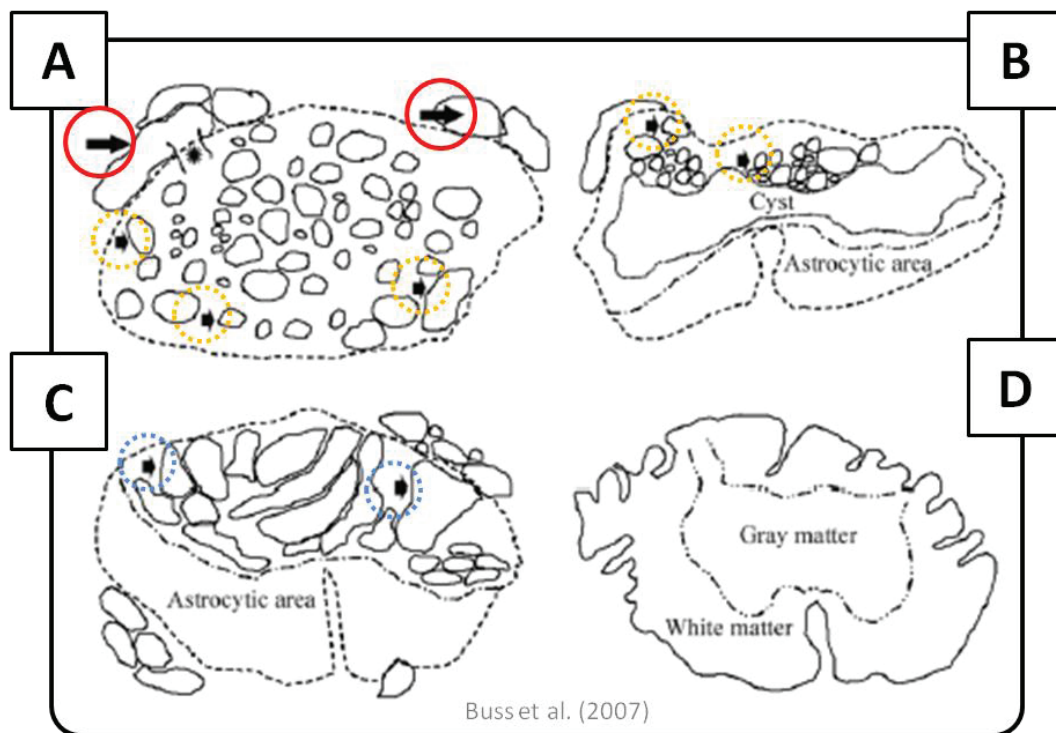 A
B
Cyst
Astrocytic area
C
D
Astrocytic area
Gray matter
White matter
Buss et al. (2007)